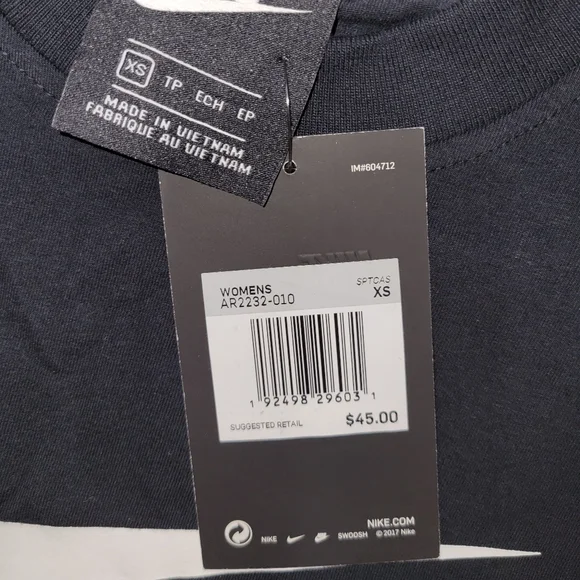 XS TP ECH EP
MADE IN VIETNAM
FABRIQUE AU VIETNAM
IM#604712
WOMENS SPTCAS
AR2232-010 XS
1 92498 29603 1
SUGGESTED RETAIL $45.00
NIKE.COM
NIKE SWOOSH © 2017 Nike